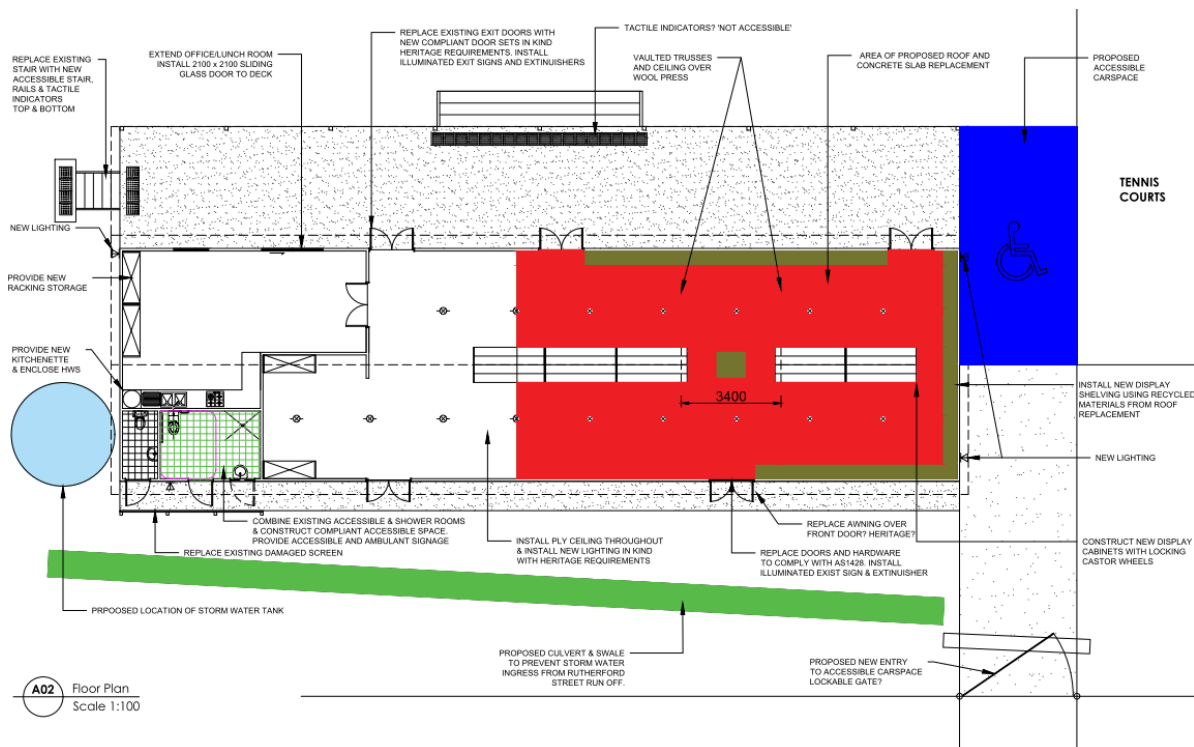 REPLACE EXISTING
STAIR WITH NEW
ACCESSIBLE STAIR,
RAILS & TACTILE
INDICATORS
TOP & BOTTOM
EXTEND OFFICE/LUNCH ROOM
INSTALL 2100 x 2100 SLIDING
GLASS DOOR TO DECK
REPLACE EXISTING EXIT DOORS WITH
NEW COMPLIANT DOOR SETS IN KIND
HERITAGE REQUIREMENTS. INSTALL
ILLUMINATED EXIT SIGNS AND EXTINUISHERS
TACTILE INDICATORS? 'NOT ACCESSIBLE'
VAULTED TRUSSES
AND CEILING OVER
WOOL PRESS
AREA OF PROPOSED ROOF AND
CONCRETE SLAB REPLACEMENT
PROPOSED
ACCESSIBLE
CARSPACE
TENNIS
COURTS
NEW LIGHTING
PROVIDE NEW
RACKING STORAGE
PROVIDE NEW
KITCHENETTE
& ENCLOSE HWS
3400
INSTALL NEW DISPLAY
SHELVING USING RECYCLED
MATERIALS FROM ROOF
REPLACEMENT
NEW LIGHTING
COMBINE EXISTING ACCESSIBLE & SHOWER ROOMS
& CONSTRUCT COMPLIANT ACCESSIBLE SPACE.
PROVIDE ACCESSIBLE AND AMBULANT SIGNAGE
REPLACE EXISTING DAMAGED SCREEN
INSTALL PLY CEILING THROUGHOUT
& INSTALL NEW LIGHTING IN KIND
WITH HERITAGE REQUIREMENTS
REPLACE AWNING OVER
FRONT DOOR? HERITAGE?
REPLACE DOORS AND HARDWARE
TO COMPLY WITH AS1428. INSTALL
ILLUMINATED EXIST SIGN & EXTINUISHER
CONSTRUCT NEW DISPLAY
CABINETS WITH LOCKING
CASTOR WHEELS
PRPOOSED LOCATION OF STORM WATER TANK
PROPOSED CULVERT & SWALE
TO PREVENT STORM WATER
INGRESS FROM RUTHERFORD
STREET RUN OFF.
PROPOSED NEW ENTRY
TO ACCESSIBLE CARSPACE
LOCKABLE GATE?
A02
Floor Plan
Scale 1:100